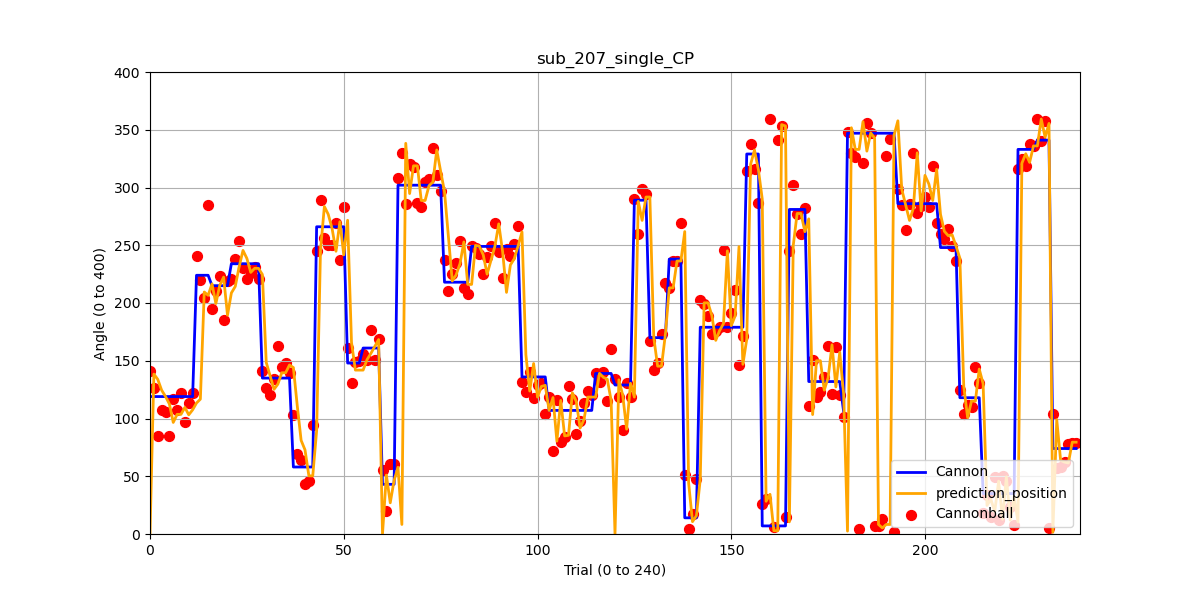 sub_207_single_CP
400
350
300
250
200
150
100
50
0
Angle (0 to 400)
0 50 100 150 200
Trial (0 to 240)
Cannon
prediction_position
Cannonball